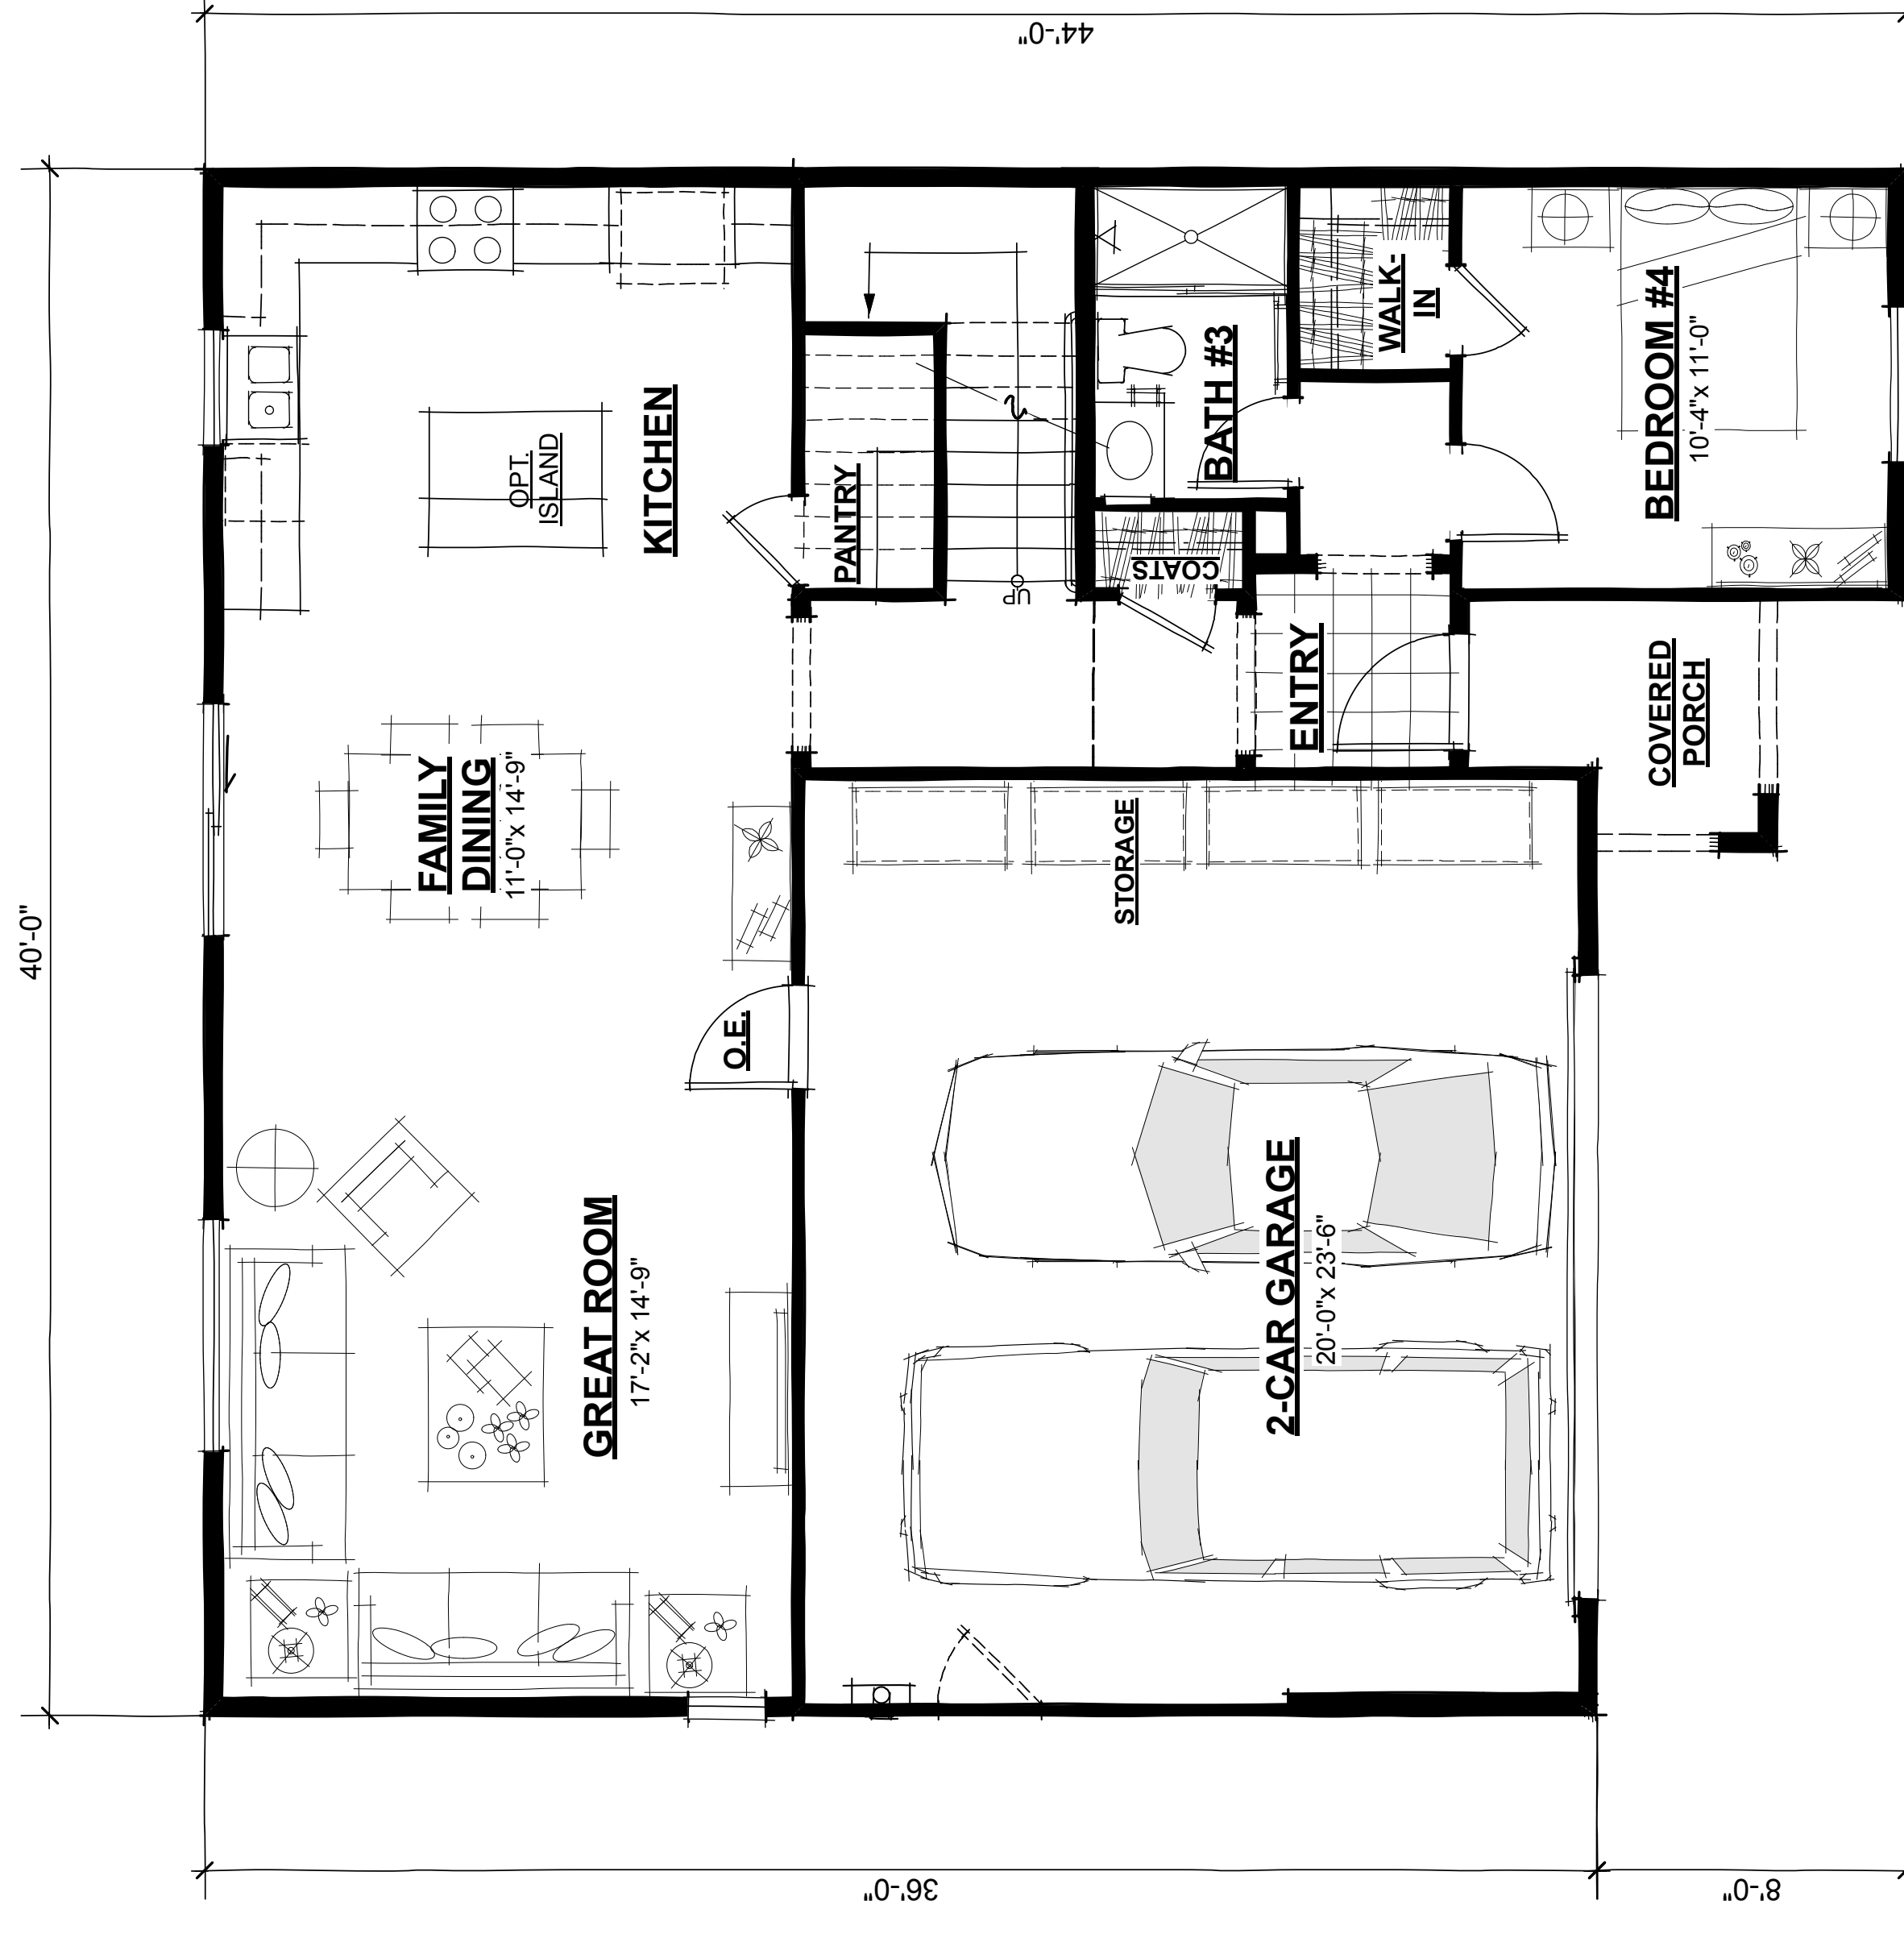 44'-0"
40'-0"
OPT.
ISLAND
KITCHEN
PANTRY
UP
BATH #3
WALK-
IN
COATS
BEDROOM #4
10'-4"x 11'-0"
ENTRY
COVERED
PORCH
FAMILY
DINING
11'-0"x 14'-9"
STORAGE
O.E.
GREAT ROOM
17'-2"x 14'-9"
2-CAR GARAGE
20'-0"x 23'-6"
36'-0"
8'-0"